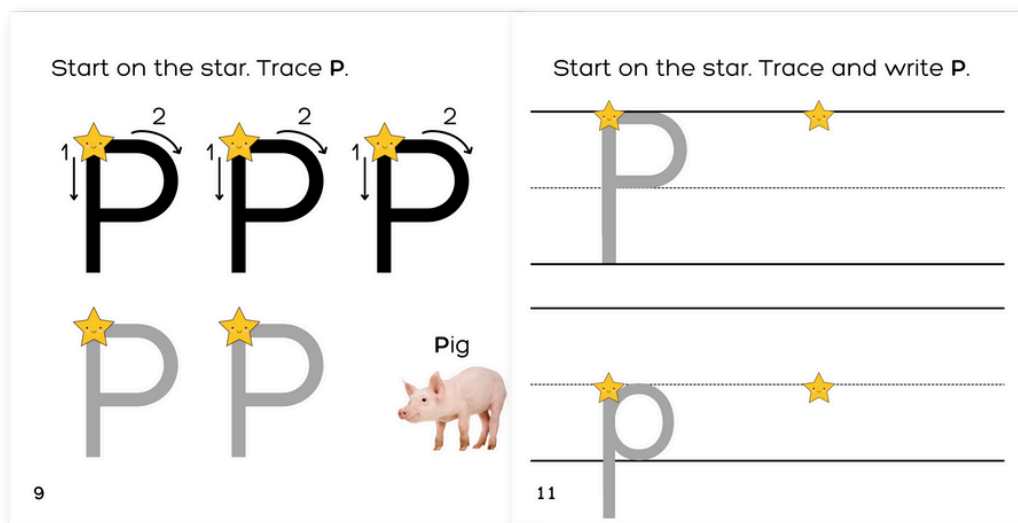 Start on the star. Trace P.
2 2 2
1 1 1
P P P
P P
Pig
9
Start on the star. Trace and write P.
P
p
11